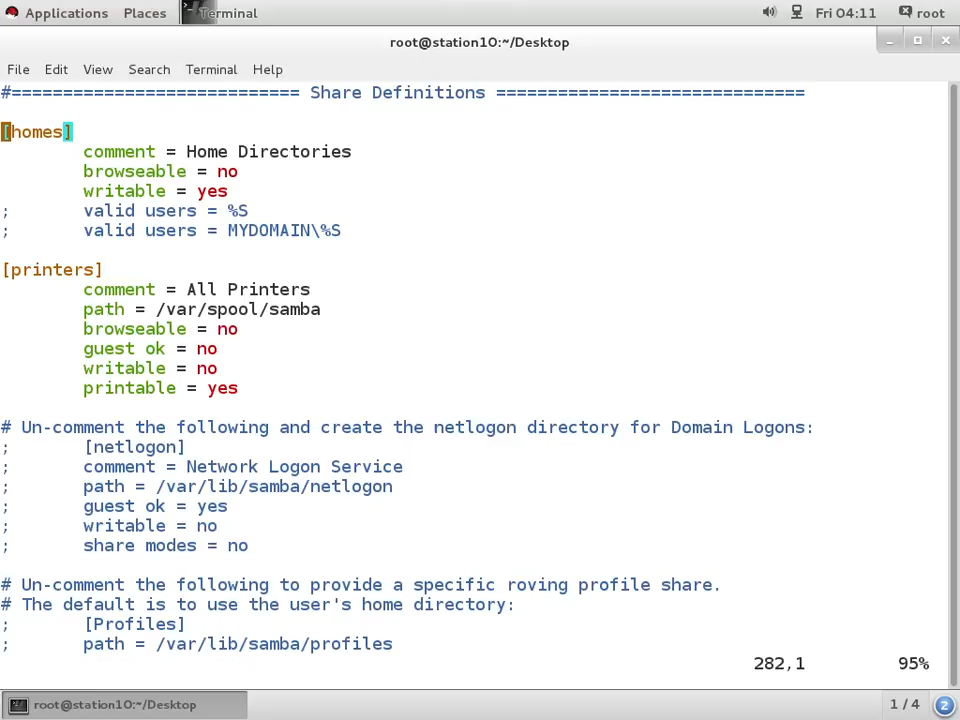 Applications Places Terminal Fri 04:11 root
root@station10:~/Desktop
File Edit View Search Terminal Help
#============================ Share Definitions ==============================
[homes]
comment = Home Directories
browseable = no
writable = yes
; valid users = %S
; valid users = MYDOMAIN\%S
[printers]
comment = All Printers
path = /var/spool/samba
browseable = no
guest ok = no
writable = no
printable = yes
# Un-comment the following and create the netlogon directory for Domain Logons:
; [netlogon]
; comment = Network Logon Service
; path = /var/lib/samba/netlogon
; guest ok = yes
; writable = no
; share modes = no
# Un-comment the following to provide a specific roving profile share.
# The default is to use the user's home directory:
; [Profiles]
; path = /var/lib/samba/profiles
282,1 95%
root@station10:~/Desktop 1 / 4 2